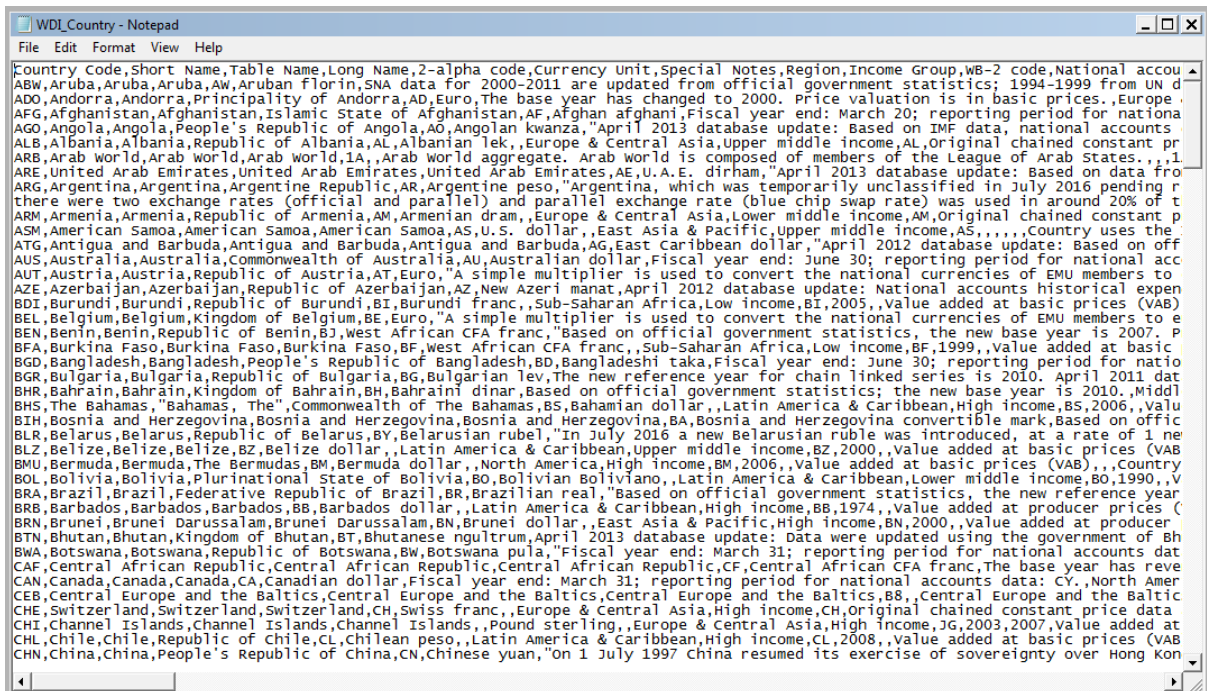 WDI_Country - Notepad
File Edit Format View Help
Country Code,Short Name,Table Name,Long Name,2-alpha code,Currency Unit,Special Notes,Region,Income Group,WB-2 code,National accou
ABW,Aruba,Aruba,Aruba,AW,Aruban florin,SNA data for 2000-2011 are updated from official government statistics; 1994-1999 from UN d
ADO,Andorra,Andorra,Principality of Andorra,AD,Euro,The base year has changed to 2000. Price valuation is in basic prices.,Europe
AFG,Afghanistan,Afghanistan,Islamic State of Afghanistan,AF,Afghan afghani,Fiscal year end: March 20; reporting period for nationa
AGO,Angola,Angola,People's Republic of Angola,AO,Angolan kwanza,"April 2013 database update: Based on IMF data, national accounts
ALB,Albania,Albania,Republic of Albania,AL,Albanian lek,,Europe & Central Asia,Upper middle income,AL,Original chained constant pr
ARB,Arab World,Arab World,Arab World,1A,,Arab World aggregate. Arab World is composed of members of the League of Arab States.,,,1
ARE,United Arab Emirates,United Arab Emirates,United Arab Emirates,AE,U.A.E. dirham,"April 2013 database update: Based on data fro
ARG,Argentina,Argentina,Argentine Republic,AR,Argentine peso,"Argentina, which was temporarily unclassified in July 2016 pending r
there were two exchange rates (official and parallel) and parallel exchange rate (blue chip swap rate) was used in around 20% of t
ARM,Armenia,Armenia,Republic of Armenia,AM,Armenian dram,,Europe & Central Asia,Lower middle income,AM,Original chained constant p
ASM,American Samoa,American Samoa,American Samoa,AS,U.S. dollar,,East Asia & Pacific,Upper middle income,AS,,,,,,Country uses the
ATG,Antigua and Barbuda,Antigua and Barbuda,Antigua and Barbuda,AG,East Caribbean dollar,"April 2012 database update: Based on off
AUS,Australia,Australia,Commonwealth of Australia,AU,Australian dollar,Fiscal year end: June 30; reporting period for national acc
AUT,Austria,Austria,Republic of Austria,AT,Euro,"A simple multiplier is used to convert the national currencies of EMU members to
AZE,Azerbaijan,Azerbaijan,Republic of Azerbaijan,AZ,New Azeri manat,April 2012 database update: National accounts historical expen
BDI,Burundi,Burundi,Republic of Burundi,BI,Burundi franc,,Sub-Saharan Africa,Low income,BI,2005,,Value added at basic prices (VAB)
BEL,Belgium,Belgium,Kingdom of Belgium,BE,Euro,"A simple multiplier is used to convert the national currencies of EMU members to e
BEN,Benin,Benin,Republic of Benin,BJ,West African CFA franc,"Based on official government statistics, the new base year is 2007. P
BFA,Burkina Faso,Burkina Faso,Burkina Faso,BF,West African CFA franc,,Sub-Saharan Africa,Low income,BF,1999,,Value added at basic
BGD,Bangladesh,Bangladesh,People's Republic of Bangladesh,BD,Bangladeshi taka,Fiscal year end: June 30; reporting period for natio
BGR,Bulgaria,Bulgaria,Republic of Bulgaria,BG,Bulgarian lev,The new reference year for chain linked series is 2010. April 2011 dat
BHR,Bahrain,Bahrain,Kingdom of Bahrain,BH,Bahraini dinar,Based on official government statistics; the new base year is 2010.,Middl
BHS,The Bahamas,"Bahamas, The",Commonwealth of The Bahamas,BS,Bahamian dollar,,Latin America & Caribbean,High income,BS,2006,,Valu
BIH,Bosnia and Herzegovina,Bosnia and Herzegovina,Bosnia and Herzegovina,BA,Bosnia and Herzegovina convertible mark,Based on offic
BLR,Belarus,Belarus,Republic of Belarus,BY,Belarusian rubel,"In July 2016 a new Belarusian ruble was introduced, at a rate of 1 ne
BLZ,Belize,Belize,Belize,BZ,Belize dollar,,Latin America & Caribbean,Upper middle income,BZ,2000,,Value added at basic prices (VAB
BMU,Bermuda,Bermuda,The Bermudas,BM,Bermuda dollar,,North America,High income,BM,2006,,Value added at basic prices (VAB),,,Country
BOL,Bolivia,Bolivia,Plurinational State of Bolivia,BO,Bolivian Boliviano,,Latin America & Caribbean,Lower middle income,BO,1990,,V
BRA,Brazil,Brazil,Federative Republic of Brazil,BR,Brazilian real,"Based on official government statistics, the new reference year
BRB,Barbados,Barbados,Barbados,BB,Barbados dollar,,Latin America & Caribbean,High income,BB,1974,,Value added at producer prices (
BRN,Brunei,Brunei Darussalam,Brunei Darussalam,BN,Brunei dollar,,East Asia & Pacific,High income,BN,2000,,Value added at producer
BTN,Bhutan,Bhutan,Kingdom of Bhutan,BT,Bhutanese ngultrum,April 2013 database update: Data were updated using the government of Bh
BWA,Botswana,Botswana,Republic of Botswana,BW,Botswana pula,"Fiscal year end: March 31; reporting period for national accounts dat
CAF,Central African Republic,Central African Republic,Central African Republic,CF,Central African CFA franc,The base year has reve
CAN,Canada,Canada,Canada,CA,Canadian dollar,Fiscal year end: March 31; reporting period for national accounts data: CY.,North Amer
CEB,Central Europe and the Baltics,Central Europe and the Baltics,Central Europe and the Baltics,B8,,Central Europe and the Baltic
CHE,Switzerland,Switzerland,Switzerland,CH,Swiss franc,,Europe & Central Asia,High income,CH,Original chained constant price data
CHI,Channel Islands,Channel Islands,Channel Islands,,Pound sterling,,Europe & Central Asia,High income,JG,2003,2007,Value added at
CHL,Chile,Chile,Republic of Chile,CL,Chilean peso,,Latin America & Caribbean,High income,CL,2008,,Value added at basic prices (VAB
CHN,China,China,People's Republic of China,CN,Chinese yuan,"On 1 July 1997 China resumed its exercise of sovereignty over Hong Kon